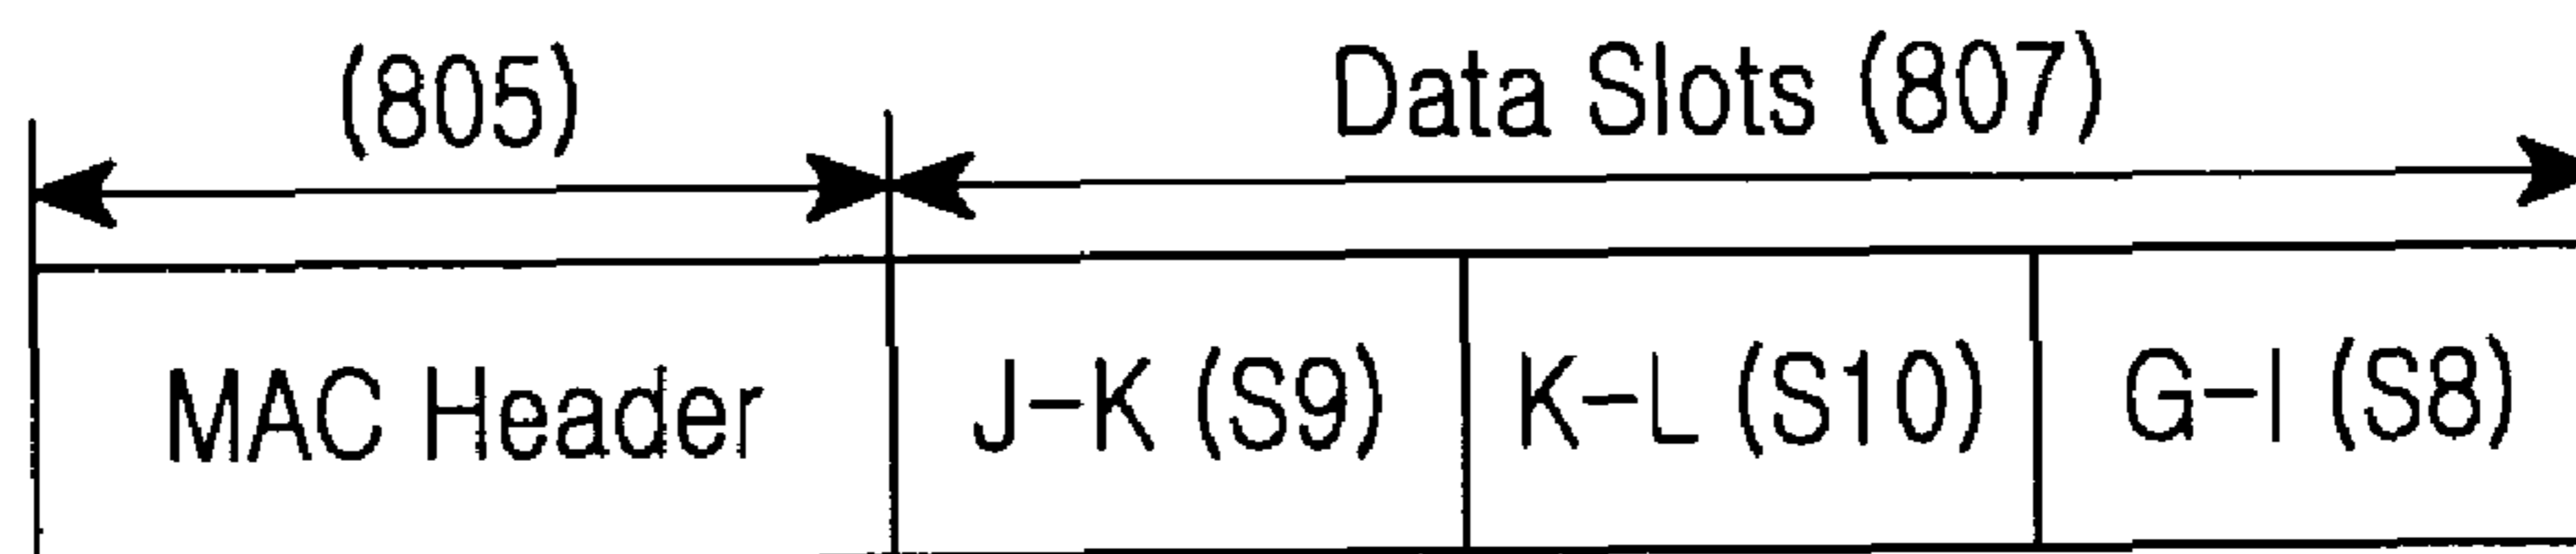 (805) Data Slots (807)
MAC Header J-K (S9) K-L (S10) G-I (S8)